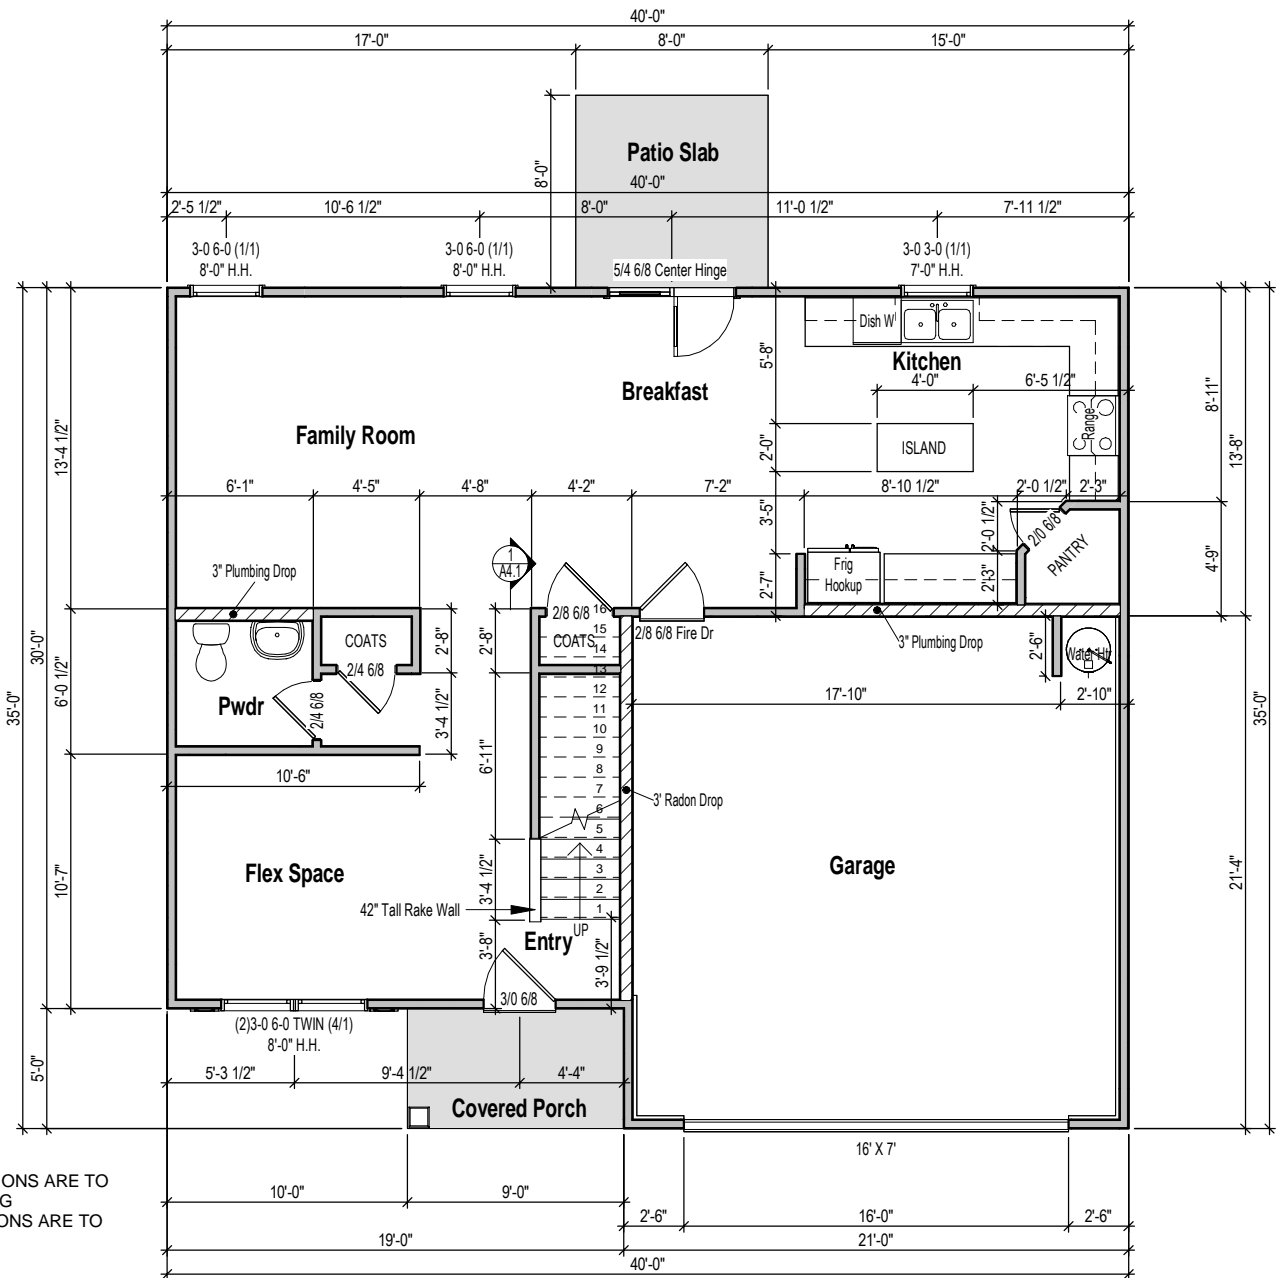 40'-0"
17'-0" 8'-0" 15'-0"
Patio Slab
8'-0"
40'-0"
2'-5 1/2" 10'-6 1/2" 8'-0" 11'-0 1/2" 7'-11 1/2"
3-0 6-0 (1/1) 3-0 6-0 (1/1) 3-0 3-0 (1/1)
8'-0" H.H. 8'-0" H.H. 5/4 6/8 Center Hinge 7'-0" H.H.
Dish W
Kitchen
5'-8"
4'-0" 6'-5 1/2"
Breakfast
8'-11"
Range
Family Room
ISLAND
13'-4 1/2"
2'-0"
13'-8"
6'-1" 4'-5" 4'-8" 4'-2" 7'-2" 8'-10 1/2" 2'-0 1/2" 2'-3"
3'-5"
2'-0 1/2"
2/0 6/8
PANTRY
1
A4.1
3" Plumbing Drop
Frig
Hookup
2'-7"
2'-3"
4'-9"
COATS
2/4 6/8
2'-8"
2'-8"
2/8 6/8
COATS
2/8 6/8 Fire Dr
3" Plumbing Drop
2'-6"
Water Htr
30'-0"
35'-0"
6'-0 1/2"
Pwdr
2/4 6/8
3'-4 1/2"
17'-10" 2'-10"
35'-0"
16
15
14
13
12
11
10
9
8
7
6
5
4
3
2
1
6'-11"
10'-6"
3' Radon Drop
Flex Space
Garage
10'-7"
21'-4"
3'-4 1/2"
42" Tall Rake Wall
UP
Entry
3'-8"
3'-9 1/2"
3/0 6/8
(2)3-0 6-0 TWIN (4/1)
8'-0" H.H.
5'-0"
5'-3 1/2" 9'-4 1/2" 4'-4"
Covered Porch
16' X 7'
ONS ARE TO
G
ONS ARE TO
10'-0" 9'-0"
2'-6" 16'-0" 2'-6"
19'-0" 21'-0"
40'-0"